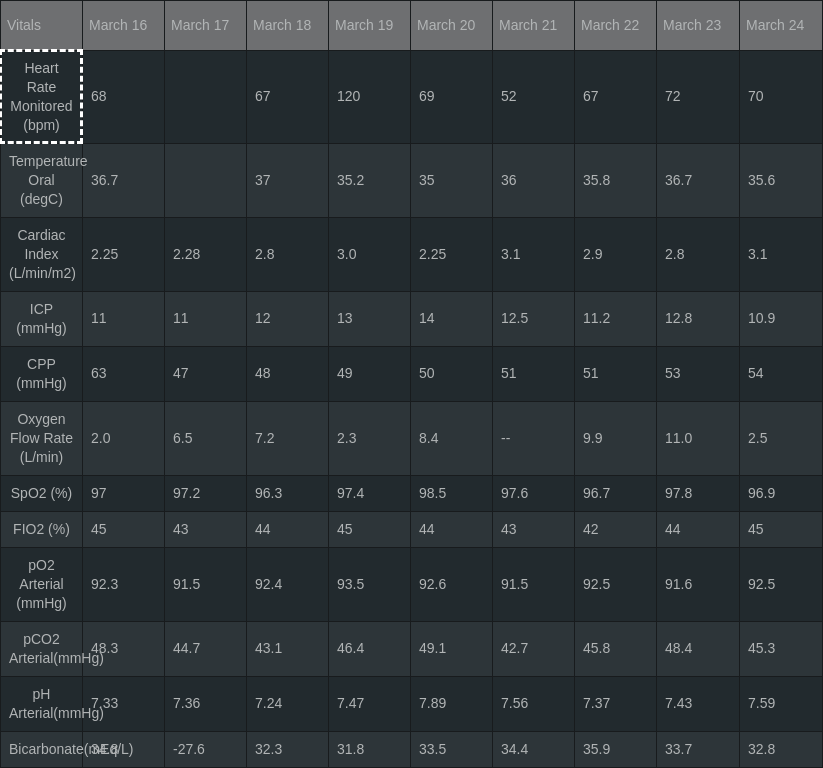 Vitals March 16 March 17 March 18 March 19 March 20 March 21 March 22 March 23 March 24
Heart
Rate
Monitored
(bpm)
68 67 120 69 52 67 72 70
Temperature
Oral
(degC)
36.7 37 35.2 35 36 35.8 36.7 35.6
Cardiac
Index
(L/min/m2)
2.25 2.28 2.8 3.0 2.25 3.1 2.9 2.8 3.1
ICP
(mmHg)
11 11 12 13 14 12.5 11.2 12.8 10.9
CPP
(mmHg)
63 47 48 49 50 51 51 53 54
Oxygen
Flow Rate
(L/min)
2.0 6.5 7.2 2.3 8.4 -- 9.9 11.0 2.5
SpO2 (%) 97 97.2 96.3 97.4 98.5 97.6 96.7 97.8 96.9
FIO2 (%) 45 43 44 45 44 43 42 44 45
pO2
Arterial
(mmHg)
92.3 91.5 92.4 93.5 92.6 91.5 92.5 91.6 92.5
pCO2
Arterial(mmHg)
48.3 44.7 43.1 46.4 49.1 42.7 45.8 48.4 45.3
pH
Arterial(mmHg)
7.33 7.36 7.24 7.47 7.89 7.56 7.37 7.43 7.59
Bicarbonate(mEq/L) -27.6 32.3 31.8 33.5 34.4 35.9 33.7 32.8